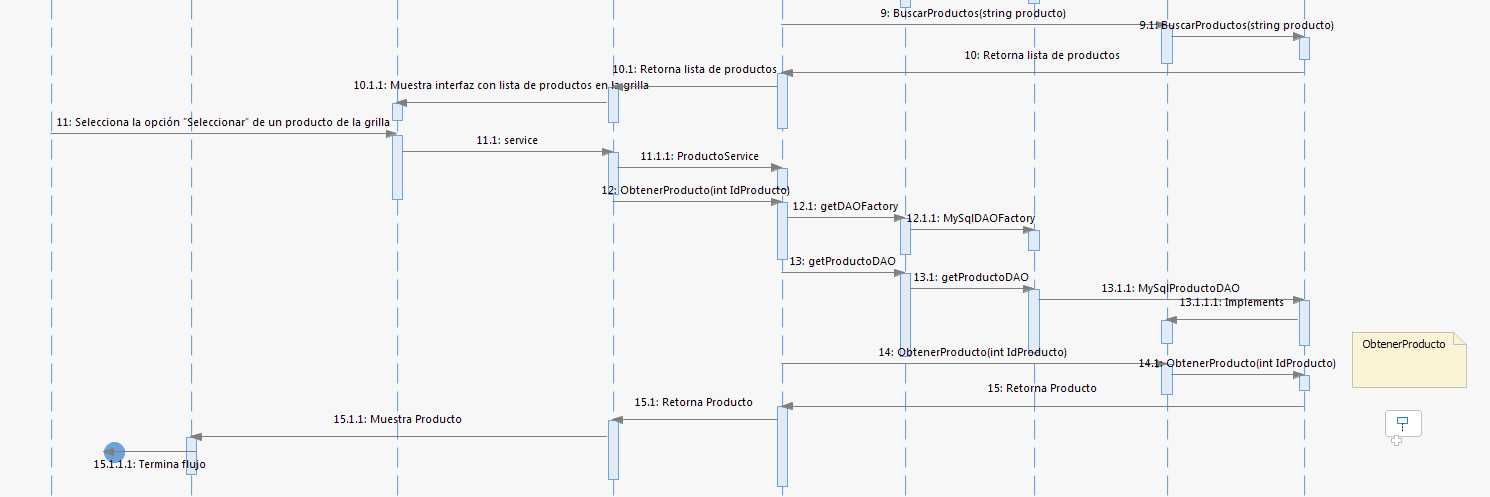 9: BuscarProductos(string producto)
9.1: BuscarProductos(string producto)
10: Retorna lista de productos
10.1: Retorna lista de productos
10.1.1: Muestra interfaz con lista de productos en la grilla
11: Selecciona la opción "Seleccionar" de un producto de la grilla
11.1: service
11.1.1: ProductoService
12: ObtenerProducto(int IdProducto)
12.1: getDAOFactory
12.1.1: MySqlDAOFactory
13: getProductoDAO
13.1: getProductoDAO
13.1.1: MySqlProductoDAO
13.1.1.1: Implements
ObtenerProducto
14: ObtenerProducto(int IdProducto)
14.1: ObtenerProducto(int IdProducto)
15: Retorna Producto
15.1: Retorna Producto
15.1.1: Muestra Producto
15.1.1.1: Termina flujo